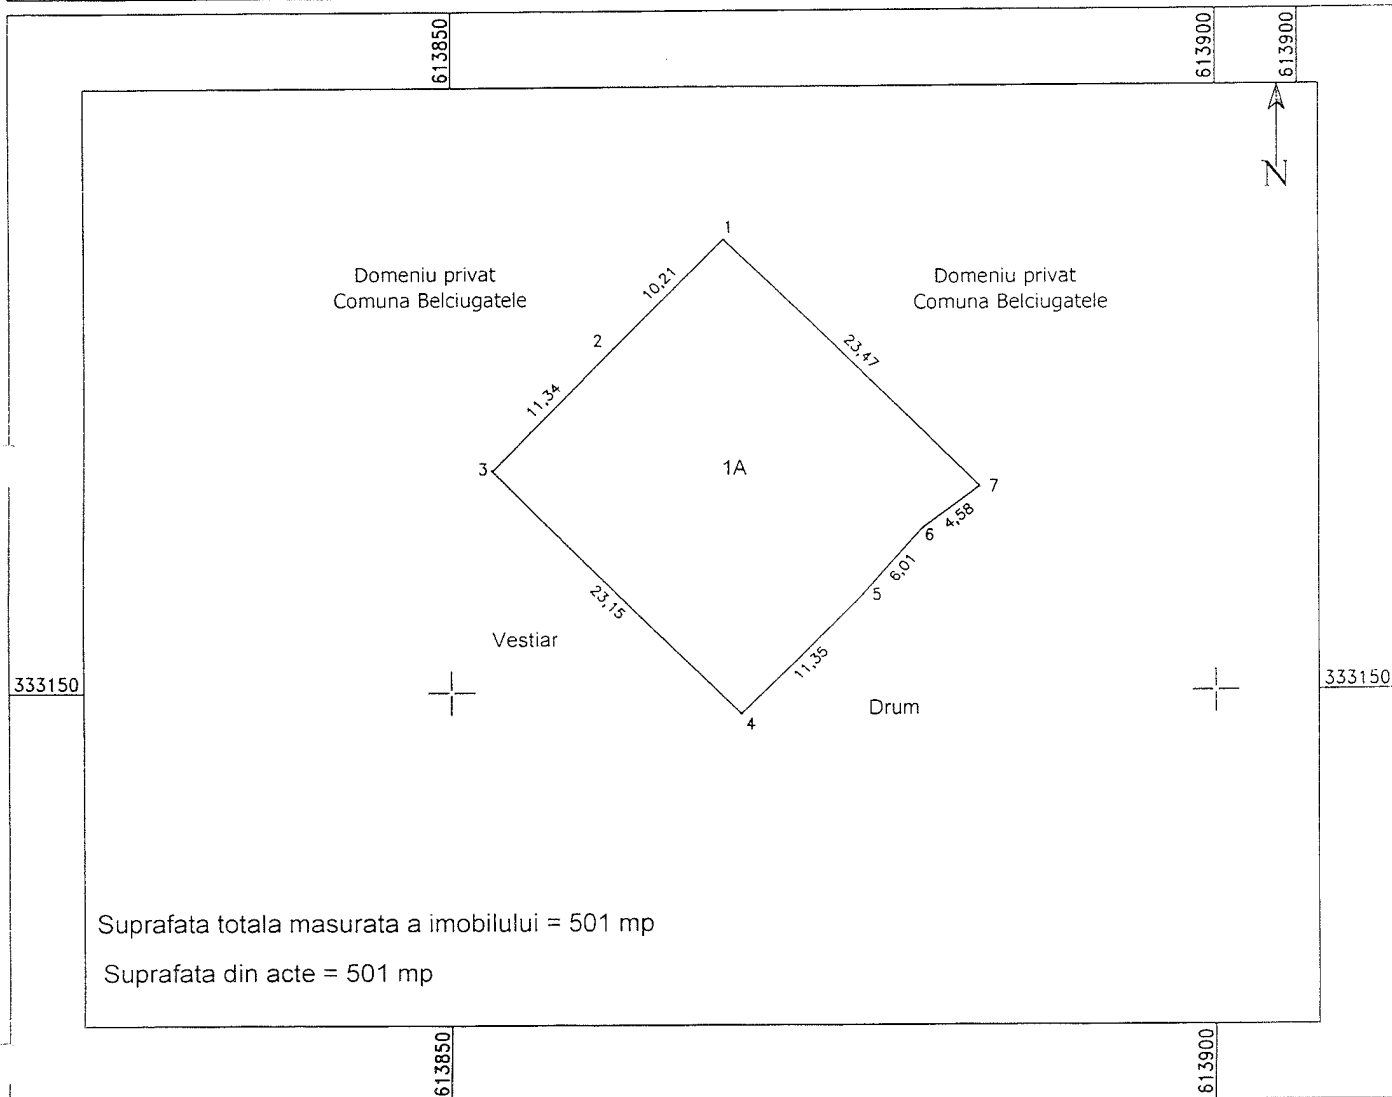 613850
613900
613900
N
1
Domeniu privat
Comuna Belciugatele
10,21
Domeniu privat
Comuna Belciugatele
2
23,47
11,34
3
1A
7
4,58
6
6,01
5
23,15
Vestiar
11,35
333150
333150
Drum
4
Suprafata totala masurata a imobilului = 501 mp
Suprafata din acte = 501 mp
613850
613900